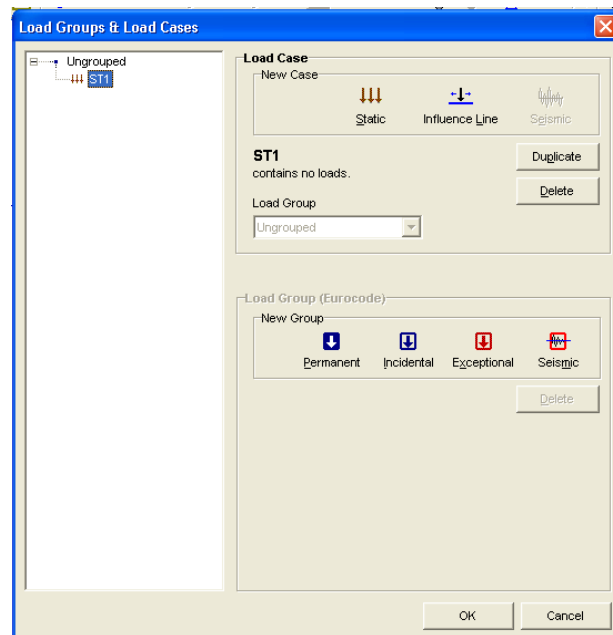 Load Groups & Load Cases
Ungrouped
ST1
Load Case
New Case
Static Influence Line Seismic
ST1
contains no loads.
Duplicate
Delete
Load Group
Ungrouped
Load Group (Eurocode)
New Group
Permanent Incidental Exceptional Seismic
Delete
OK Cancel